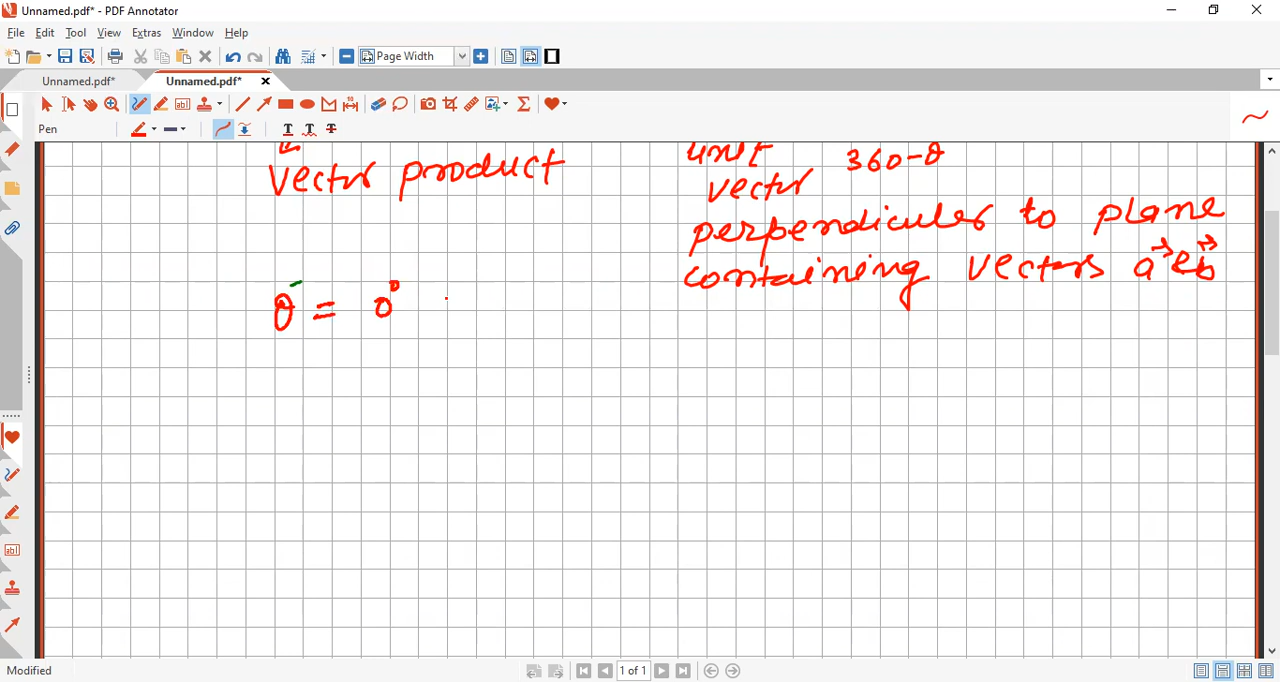 Unnamed.pdf* - PDF Annotator
File Edit Tool View Extras Window Help
Page Width
Unnamed.pdf* Unnamed.pdf*
Pen
unit 360-θ
vector product vector
perpendiculer to plane
containing vectors a⃗ & b⃗
θ = 0°
Modified
1 of 1